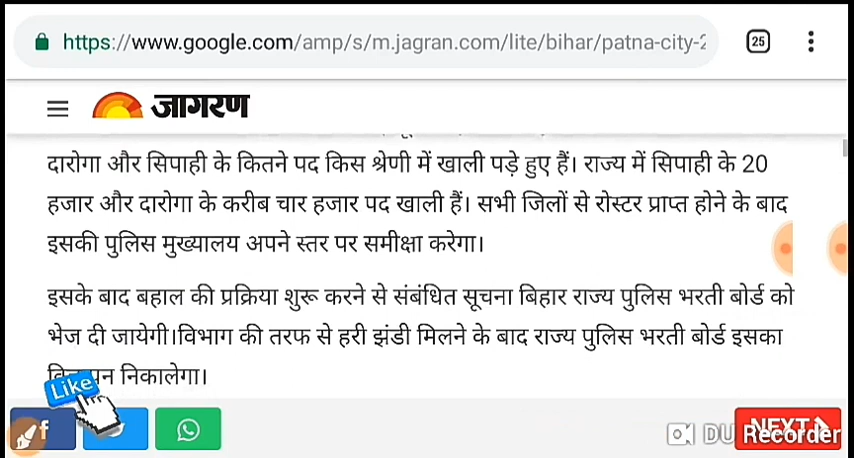 https://www.google.com/amp/s/m.jagran.com/lite/bihar/patna-city-2
25
जागरण
दारोगा और सिपाही के कितने पद किस श्रेणी में खाली पड़े हुए हैं। राज्य में सिपाही के 20
हजार और दारोगा के करीब चार हजार पद खाली हैं। सभी जिलों से रोस्टर प्राप्त होने के बाद
इसकी पुलिस मुख्यालय अपने स्तर पर समीक्षा करेगा।
इसके बाद बहाल की प्रक्रिया शुरू करने से संबंधित सूचना बिहार राज्य पुलिस भरती बोर्ड को
भेज दी जायेगी।विभाग की तरफ से हरी झंडी मिलने के बाद राज्य पुलिस भरती बोर्ड इसका
निकालेगा।
Like
f
NEXT
DU Recorder